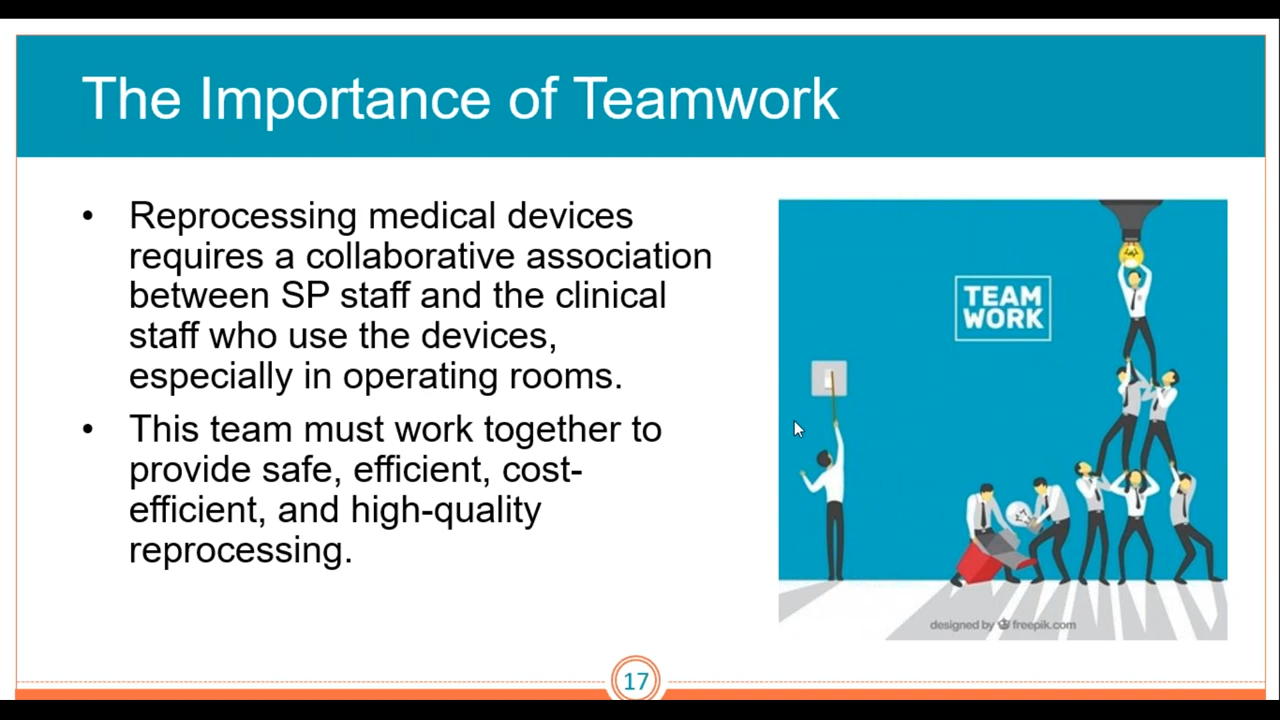 The Importance of Teamwork
• Reprocessing medical devices
requires a collaborative association
between SP staff and the clinical
staff who use the devices,
especially in operating rooms.
• This team must work together to
provide safe, efficient, cost-
efficient, and high-quality
reprocessing.
TEAM
WORK
designed by freepik.com
17